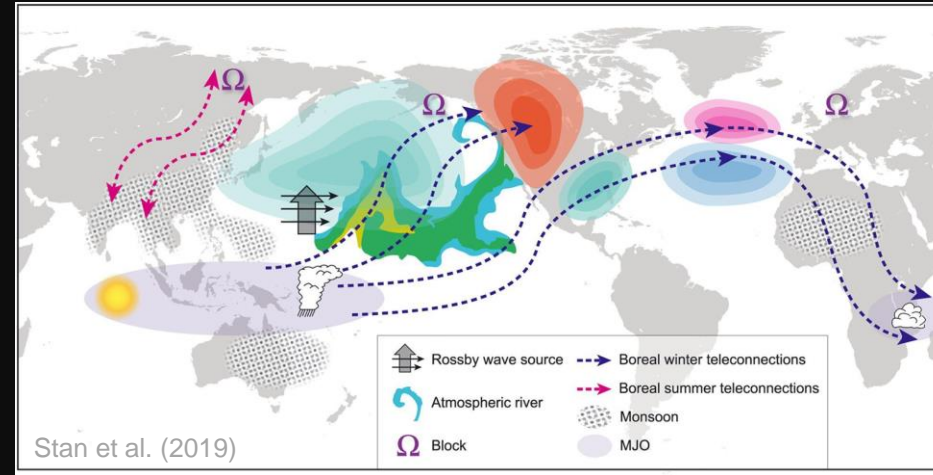 Ω
Ω
Ω
Rossby wave source
Boreal winter teleconnections
Boreal summer teleconnections
Atmospheric river
Monsoon
Ω Block
MJO
Stan et al. (2019)